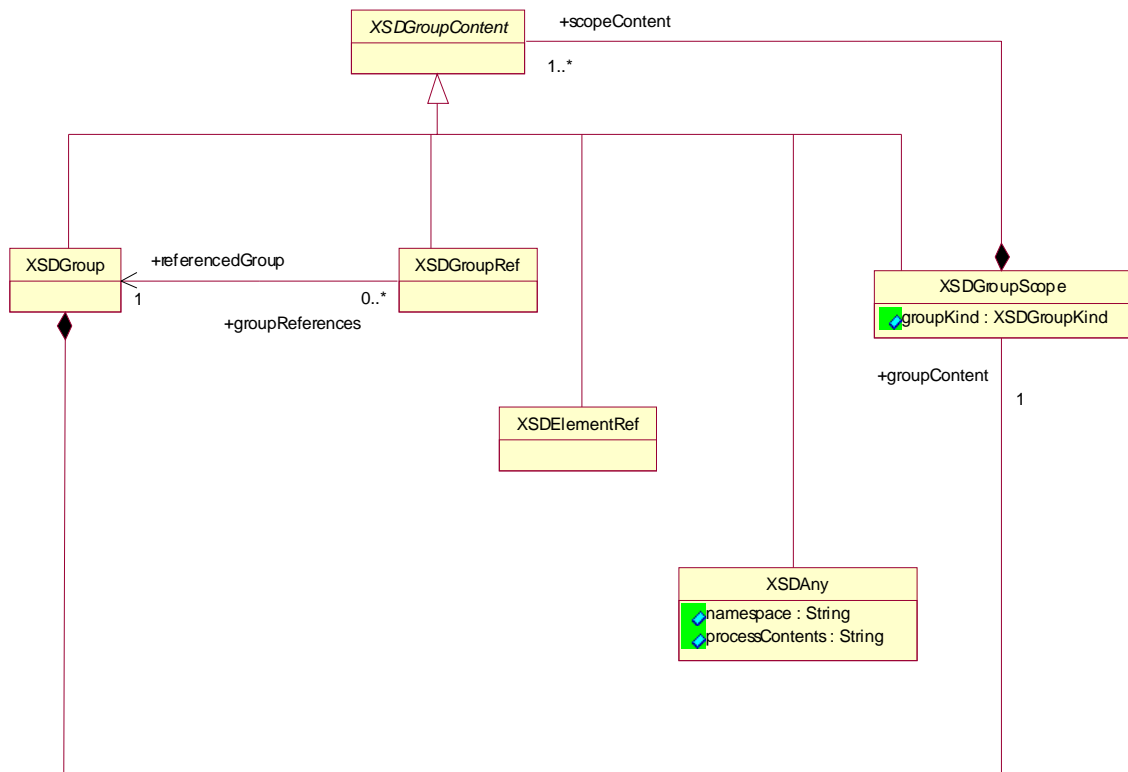 XSDGroupContent
+scopeContent
1..*
XSDGroup
+referencedGroup
1
XSDGroupRef
0..*
+groupReferences
XSDGroupScope
groupKind : XSDGroupKind
+groupContent
1
XSDElementRef
XSDAny
namespace : String
processContents : String